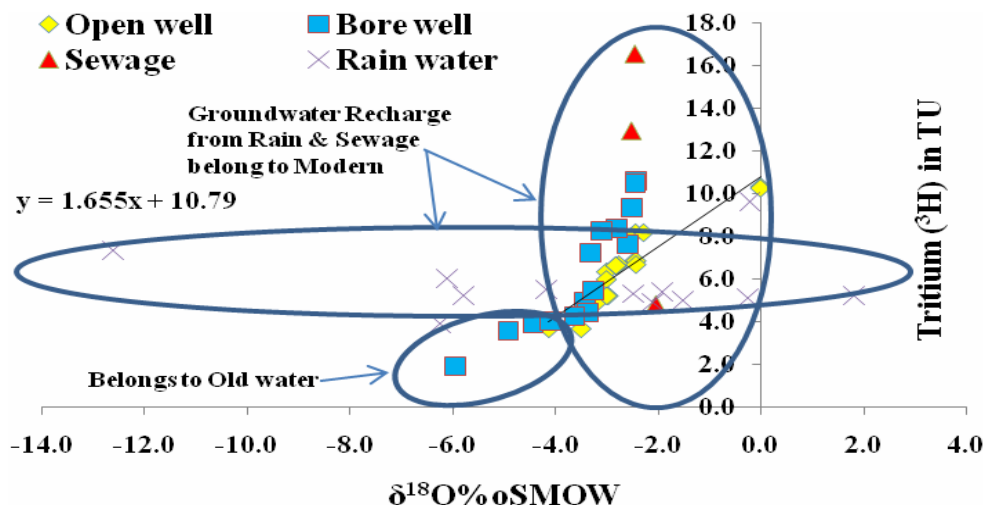 Open well Bore well
Sewage Rain water
Groundwater Recharge
from Rain & Sewage
belong to Modern
y = 1.655x + 10.79
Belongs to Old water
18.0
16.0
14.0
12.0
10.0
8.0
6.0
4.0
2.0
0.0
Tritium (³H) in TU
-14.0 -12.0 -10.0 -8.0 -6.0 -4.0 -2.0 0.0 2.0 4.0
δ¹⁸O%oSMOW